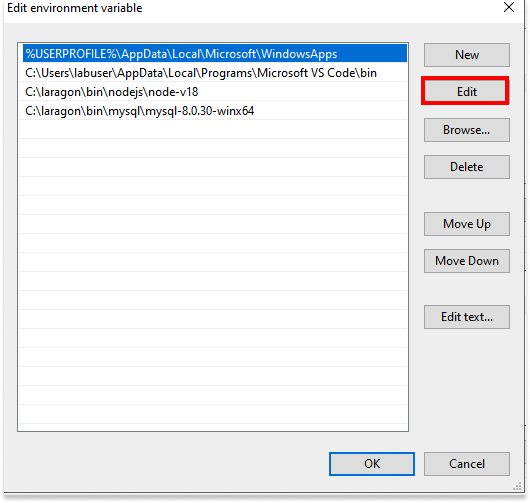 Edit environment variable
%USERPROFILE%\AppData\Local\Microsoft\WindowsApps
C:\Users\labuser\AppData\Local\Programs\Microsoft VS Code\bin
C:\laragon\bin\nodejs\node-v18
C:\laragon\bin\mysql\mysql-8.0.30-winx64
New
Edit
Browse...
Delete
Move Up
Move Down
Edit text...
OK
Cancel